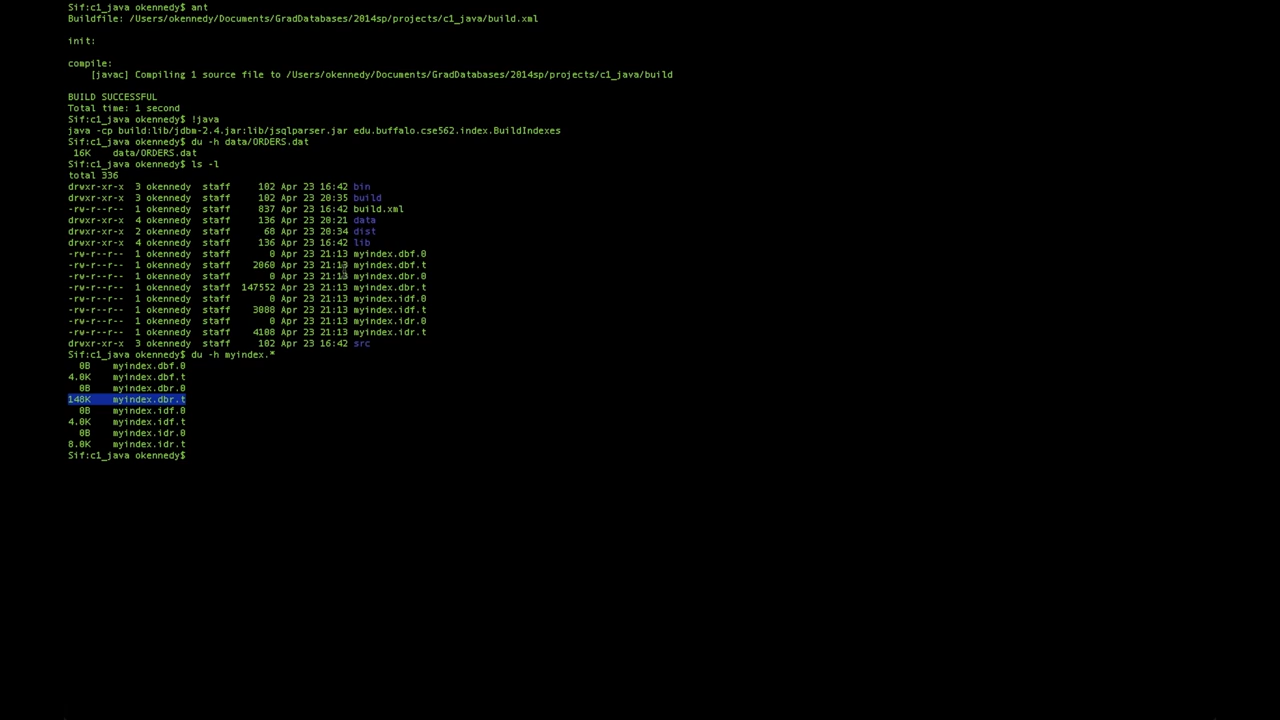 Sif:c1_java okennedy$ ant
Buildfile: /Users/okennedy/Documents/GradDatabases/2014sp/projects/c1_java/build.xml
init:
compile:
[javac] Compiling 1 source file to /Users/okennedy/Documents/GradDatabases/2014sp/projects/c1_java/build
BUILD SUCCESSFUL
Total time: 1 second
Sif:c1_java okennedy$ !java
java -cp build:lib/jdbm-2.4.jar:lib/jsqlparser.jar edu.buffalo.cse562.index.BuildIndexes
Sif:c1_java okennedy$ du -h data/ORDERS.dat
16K data/ORDERS.dat
Sif:c1_java okennedy$ ls -l
total 336
drwxr-xr-x 3 okennedy staff 102 Apr 23 16:42 bin
drwxr-xr-x 3 okennedy staff 102 Apr 23 20:35 build
-rw-r--r-- 1 okennedy staff 837 Apr 23 16:42 build.xml
drwxr-xr-x 4 okennedy staff 136 Apr 23 20:21 data
drwxr-xr-x 2 okennedy staff 68 Apr 23 20:34 dist
drwxr-xr-x 4 okennedy staff 136 Apr 23 16:42 lib
-rw-r--r-- 1 okennedy staff 0 Apr 23 21:13 myindex.dbf.0
-rw-r--r-- 1 okennedy staff 2060 Apr 23 21:13 myindex.dbf.t
-rw-r--r-- 1 okennedy staff 0 Apr 23 21:13 myindex.dbr.0
-rw-r--r-- 1 okennedy staff 147552 Apr 23 21:13 myindex.dbr.t
-rw-r--r-- 1 okennedy staff 0 Apr 23 21:13 myindex.idf.0
-rw-r--r-- 1 okennedy staff 3088 Apr 23 21:13 myindex.idf.t
-rw-r--r-- 1 okennedy staff 0 Apr 23 21:13 myindex.idr.0
-rw-r--r-- 1 okennedy staff 4108 Apr 23 21:13 myindex.idr.t
drwxr-xr-x 3 okennedy staff 102 Apr 23 16:42 src
Sif:c1_java okennedy$ du -h myindex.*
0B myindex.dbf.0
4.0K myindex.dbf.t
0B myindex.dbr.0
148K myindex.dbr.t
0B myindex.idf.0
4.0K myindex.idf.t
0B myindex.idr.0
8.0K myindex.idr.t
Sif:c1_java okennedy$